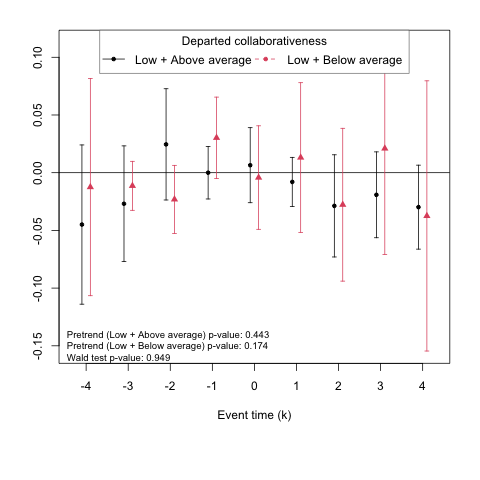 Departed collaborativeness
Low + Above average
Low + Below average
0.10
0.05
0.00
-0.05
-0.10
-0.15
Pretrend (Low + Above average) p-value: 0.443
Pretrend (Low + Below average) p-value: 0.174
Wald test p-value: 0.949
-4 -3 -2 -1 0 1 2 3 4
Event time (k)